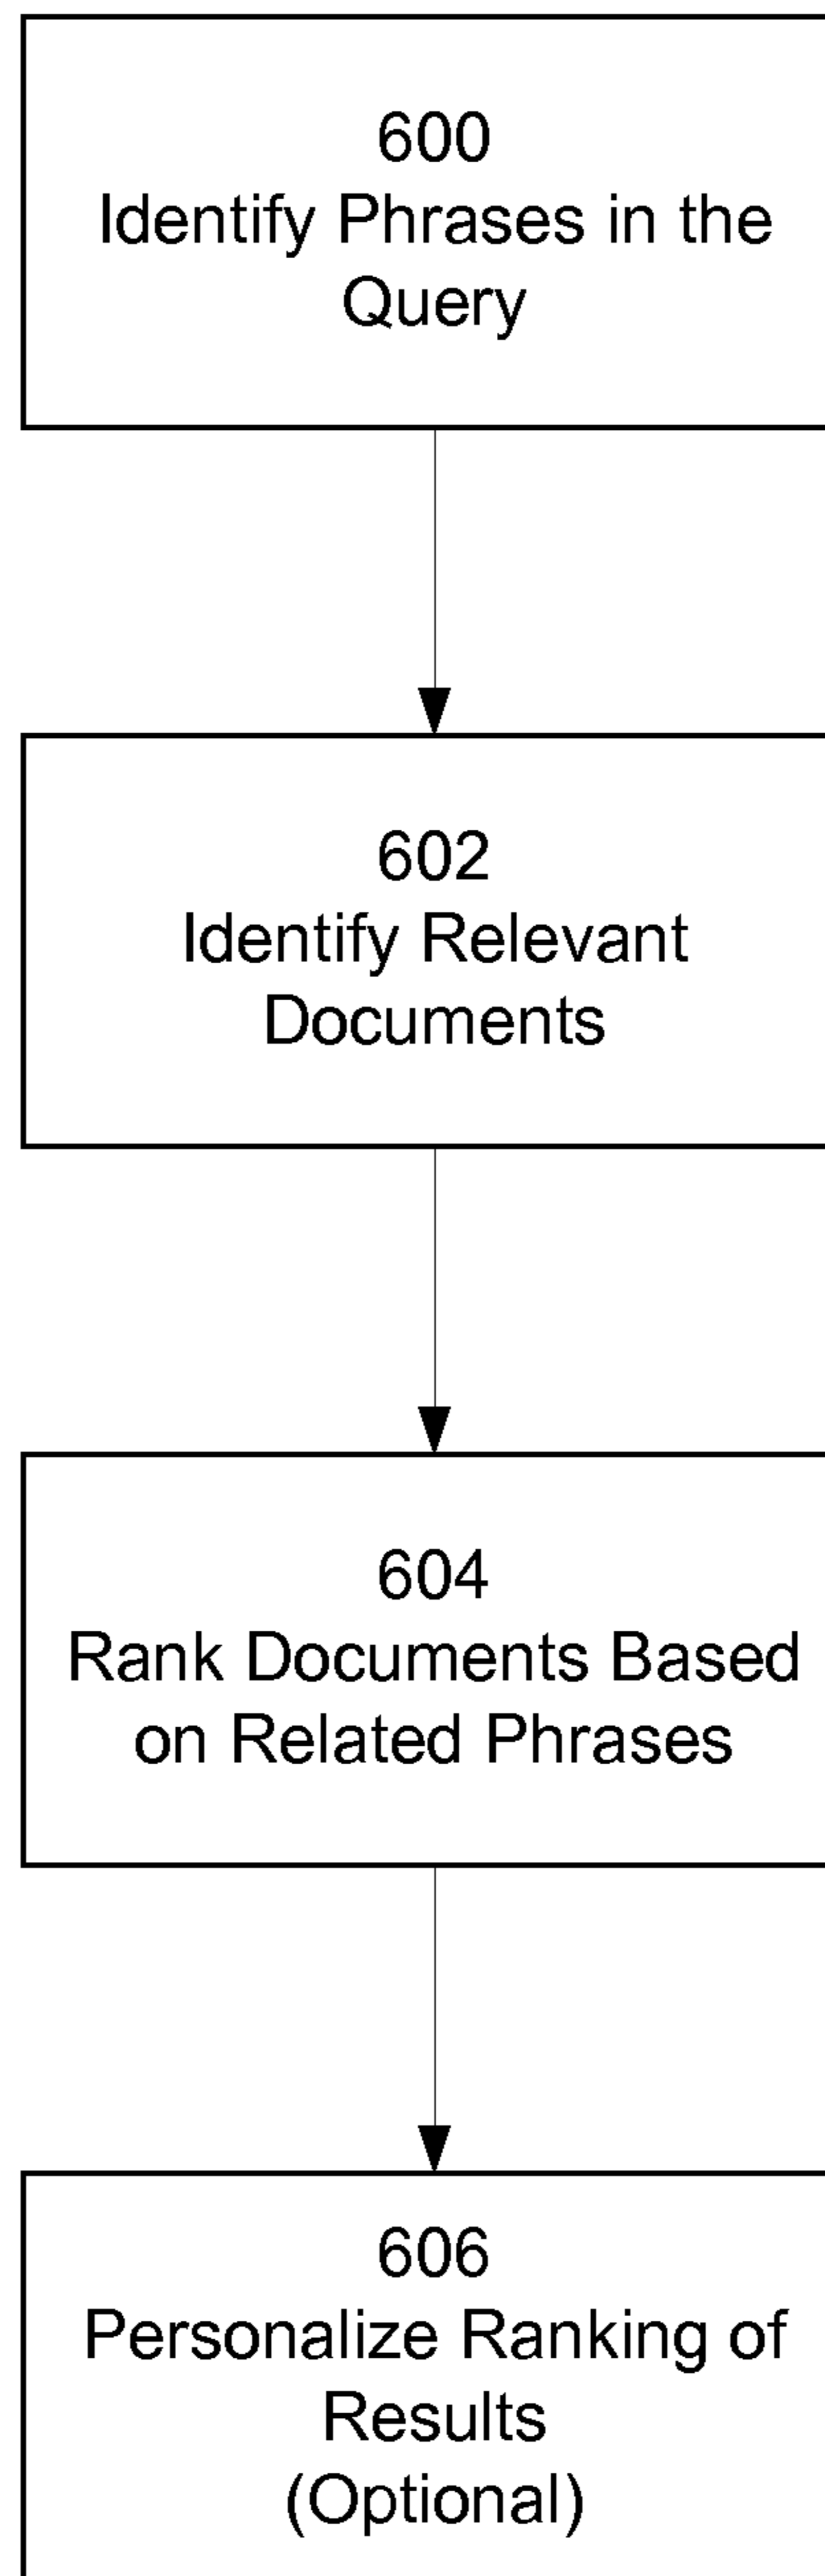 600
Identify Phrases in the
Query
602
Identify Relevant
Documents
604
Rank Documents Based
on Related Phrases
606
Personalize Ranking of
Results
(Optional)